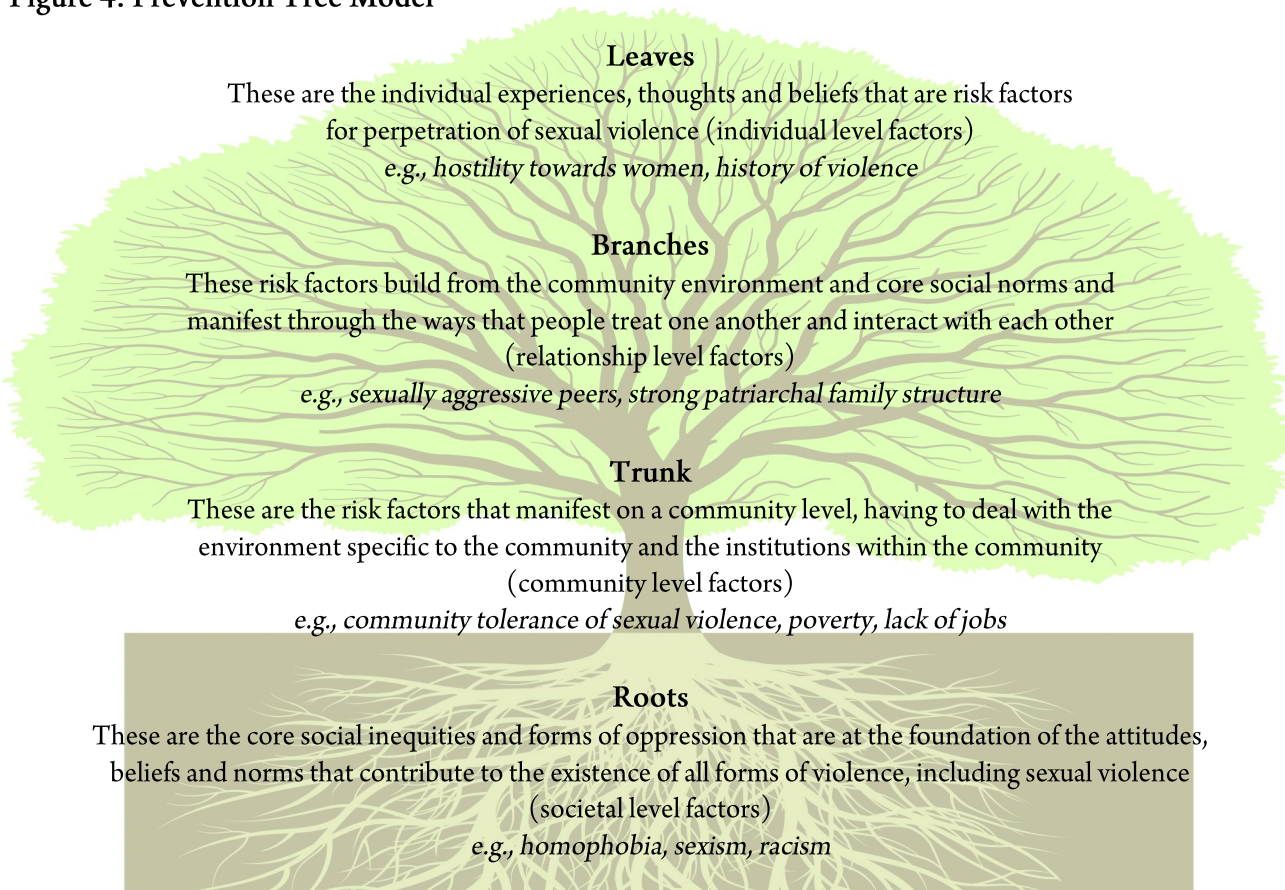 Figure 4: Prevention Tree Model
Leaves
These are the individual experiences, thoughts and beliefs that are risk factors
for perpetration of sexual violence (individual level factors)
e.g., hostility towards women, history of violence
Branches
These risk factors build from the community environment and core social norms and
manifest through the ways that people treat one another and interact with each other
(relationship level factors)
e.g., sexually aggressive peers, strong patriarchal family structure
Trunk
These are the risk factors that manifest on a community level, having to deal with the
environment specific to the community and the institutions within the community
(community level factors)
e.g., community tolerance of sexual violence, poverty, lack of jobs
Roots
These are the core social inequities and forms of oppression that are at the foundation of the attitudes,
beliefs and norms that contribute to the existence of all forms of violence, including sexual violence
(societal level factors)
e.g., homophobia, sexism, racism